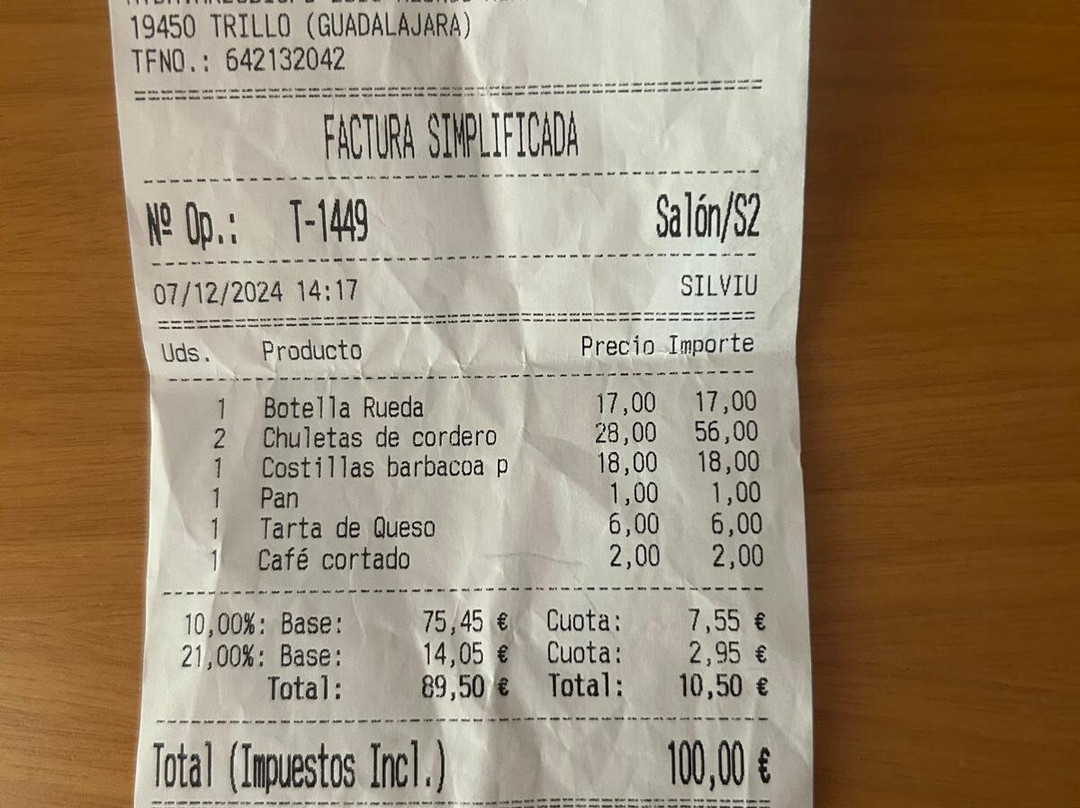 19450 TRILLO (GUADALAJARA)
TFNO.: 642132042
FACTURA SIMPLIFICADA
Nº Op.: T-1449 Salón/S2
07/12/2024 14:17 SILVIU
Uds. Producto Precio Importe
1 Botella Rueda 17,00 17,00
2 Chuletas de cordero 28,00 56,00
1 Costillas barbacoa p 18,00 18,00
1 Pan 1,00 1,00
1 Tarta de Queso 6,00 6,00
1 Café cortado 2,00 2,00
10,00%: Base: 75,45 € Cuota: 7,55 €
21,00%: Base: 14,05 € Cuota: 2,95 €
Total: 89,50 € Total: 10,50 €
Total (Impuestos Incl.) 100,00 €